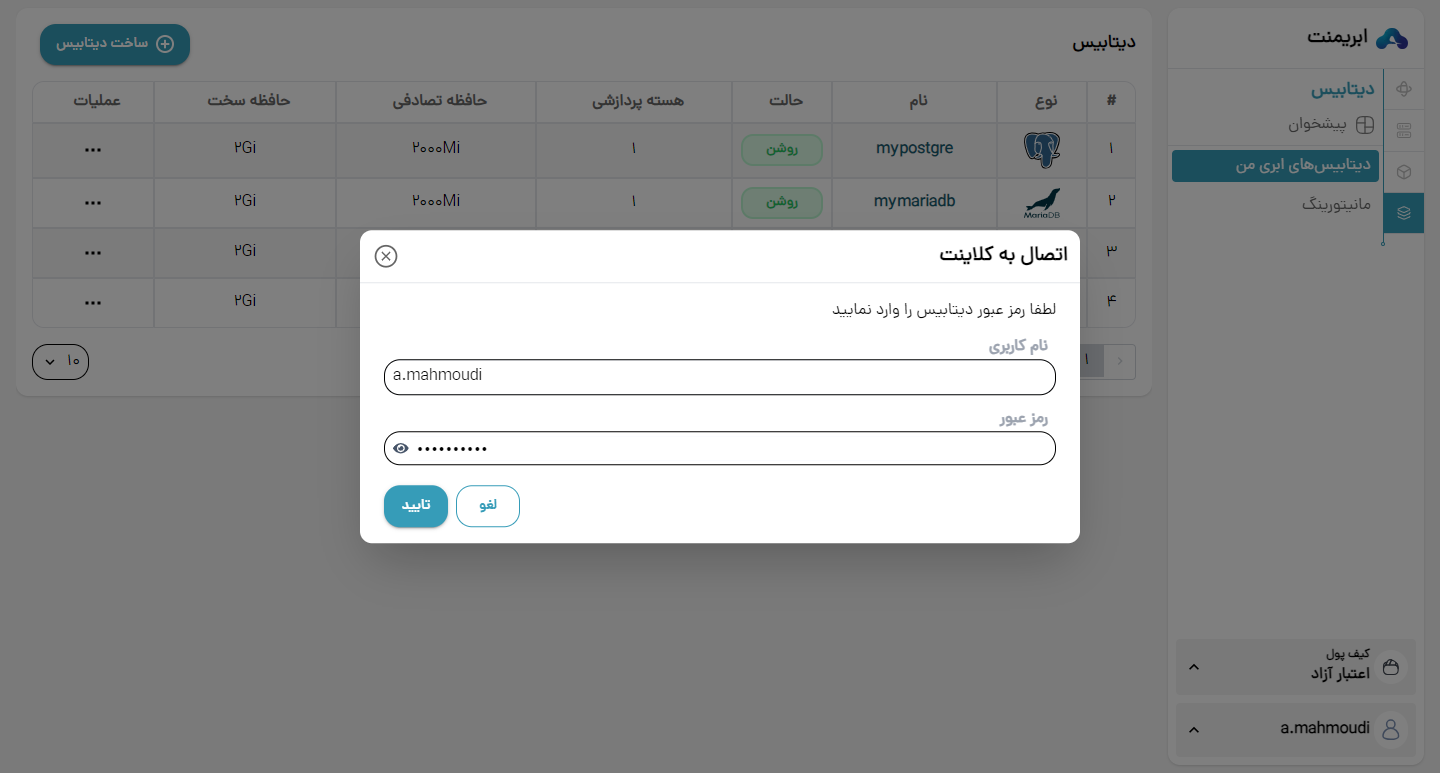 ابریمنت
دیتابیس
پیشخوان
دیتابیس‌های ابری من
مانیتورینگ
کیف پول
اعتبار آزاد
a.mahmoudi
دیتابیس
ساخت دیتابیس
# نوع نام حالت هسته پردازشی حافظه تصادفی حافظه سخت عملیات
۱ mypostgre روشن ۱ ۲۰۰۰Mi ۲Gi ...
۲ MariaDB mymariadb روشن ۱ ۲۰۰۰Mi ۲Gi ...
۳ ۲Gi ...
۴ ۲Gi ...
۱
۱۰
اتصال به کلاینت
لطفا رمز عبور دیتابیس را وارد نمایید
نام کاربری
a.mahmoudi
رمز عبور
••••••••••
لغو
تایید